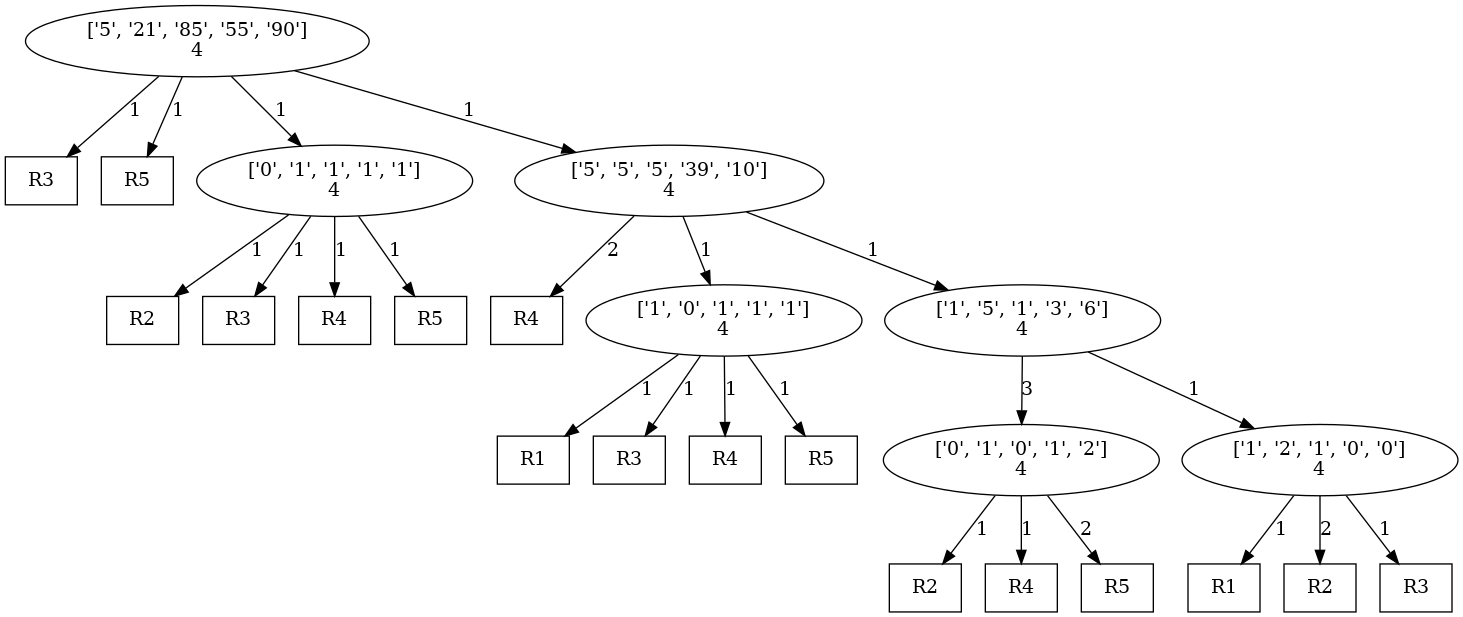 ['5', '21', '85', '55', '90']
4
1
1
1
1
R3
R5
['0', '1', '1', '1', '1']
4
['5', '5', '5', '39', '10']
4
1
1
1
1
2
1
1
R2
R3
R4
R5
R4
['1', '0', '1', '1', '1']
4
['1', '5', '1', '3', '6']
4
1
1
1
1
3
1
R1
R3
R4
R5
['0', '1', '0', '1', '2']
4
['1', '2', '1', '0', '0']
4
1
1
2
1
2
1
R2
R4
R5
R1
R2
R3